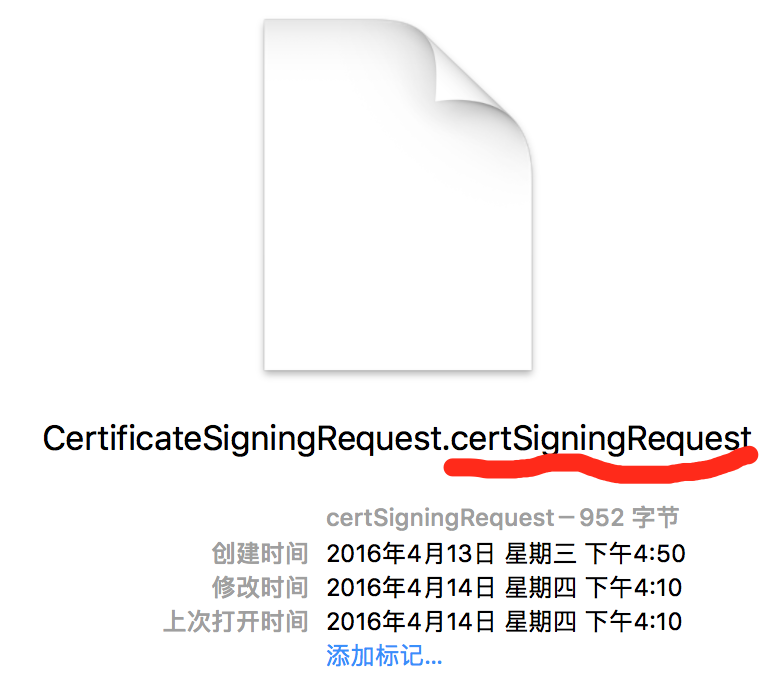 CertificateSigningRequest.certSigningRequest
certSigningRequest－952 字节
创建时间 2016年4月13日 星期三 下午4:50
修改时间 2016年4月14日 星期四 下午4:10
上次打开时间 2016年4月14日 星期四 下午4:10
添加标记...